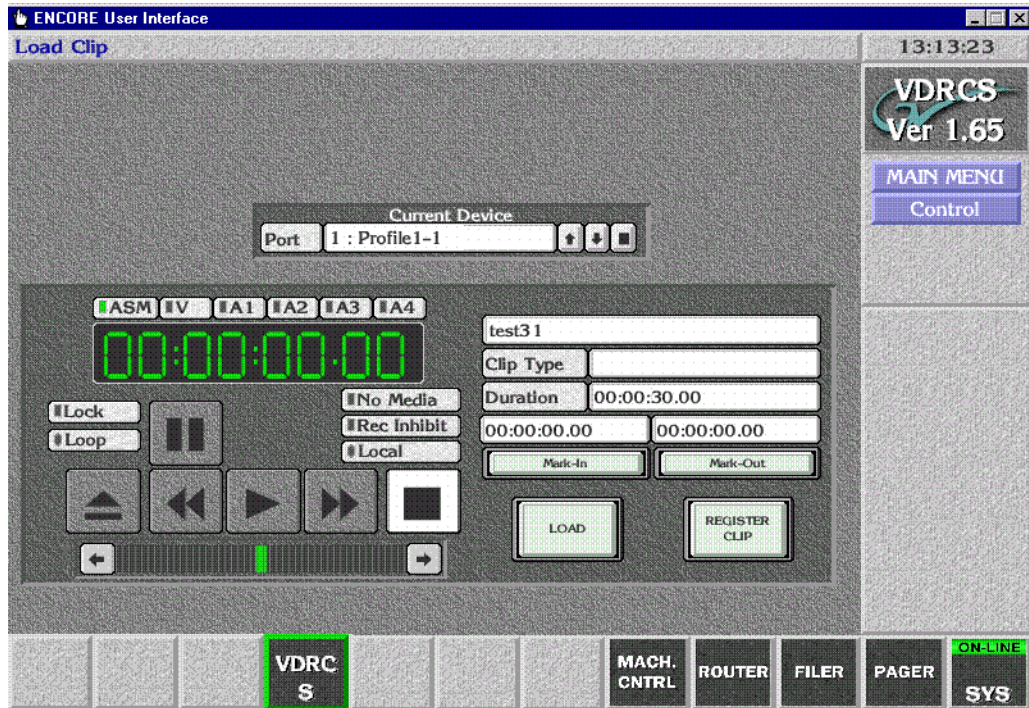 ENCORE User Interface
Load Clip
13:13:23
VDRCS
Ver 1.65
MAIN MENU
Control
Current Device
Port
1 : Profile1-1
ASM V A1 A2 A3 A4
00:00:00.00
test31
Clip Type
Duration 00:00:30.00
No Media
Rec Inhibit
Local
Lock
Loop
00:00:00.00 00:00:00.00
Mark-In Mark-Out
LOAD
REGISTER
CLIP
VDRC
S
MACH.
CNTRL
ROUTER
FILER
PAGER
ON-LINE
SYS